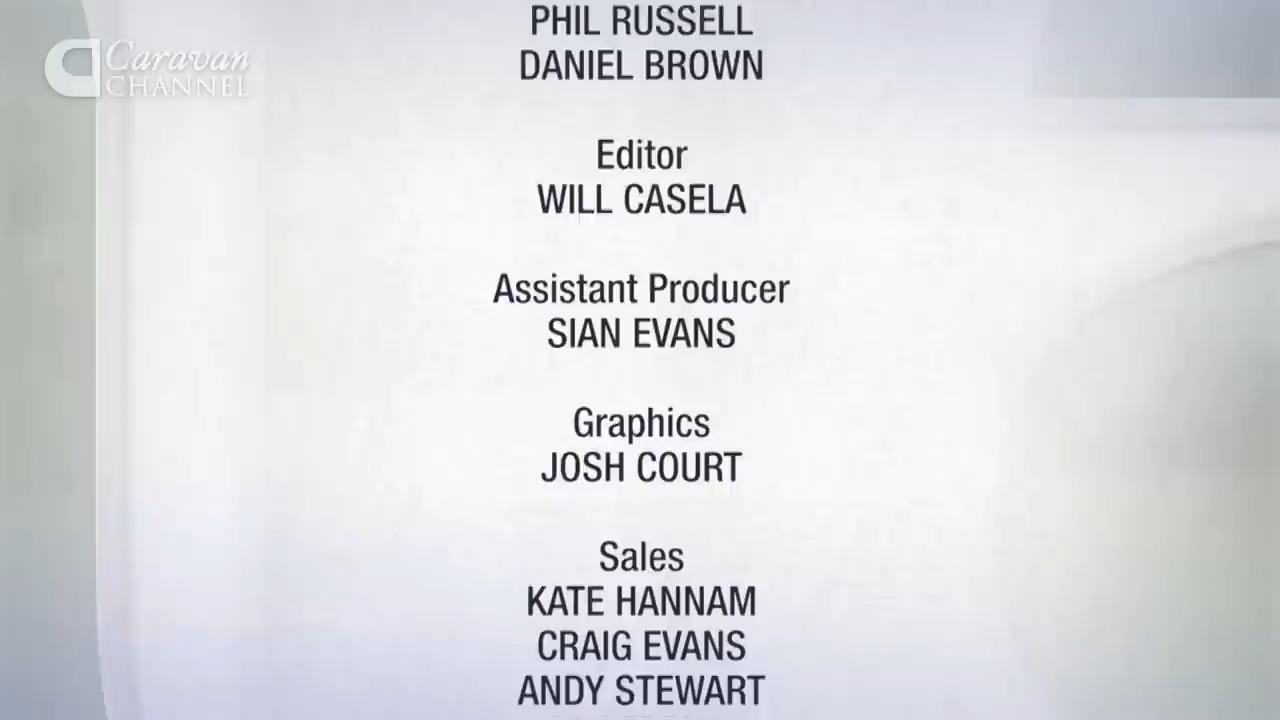 PHIL RUSSELL
Caravan
CHANNEL
DANIEL BROWN
Editor
WILL CASELA
Assistant Producer
SIAN EVANS
Graphics
JOSH COURT
Sales
KATE HANNAM
CRAIG EVANS
ANDY STEWART